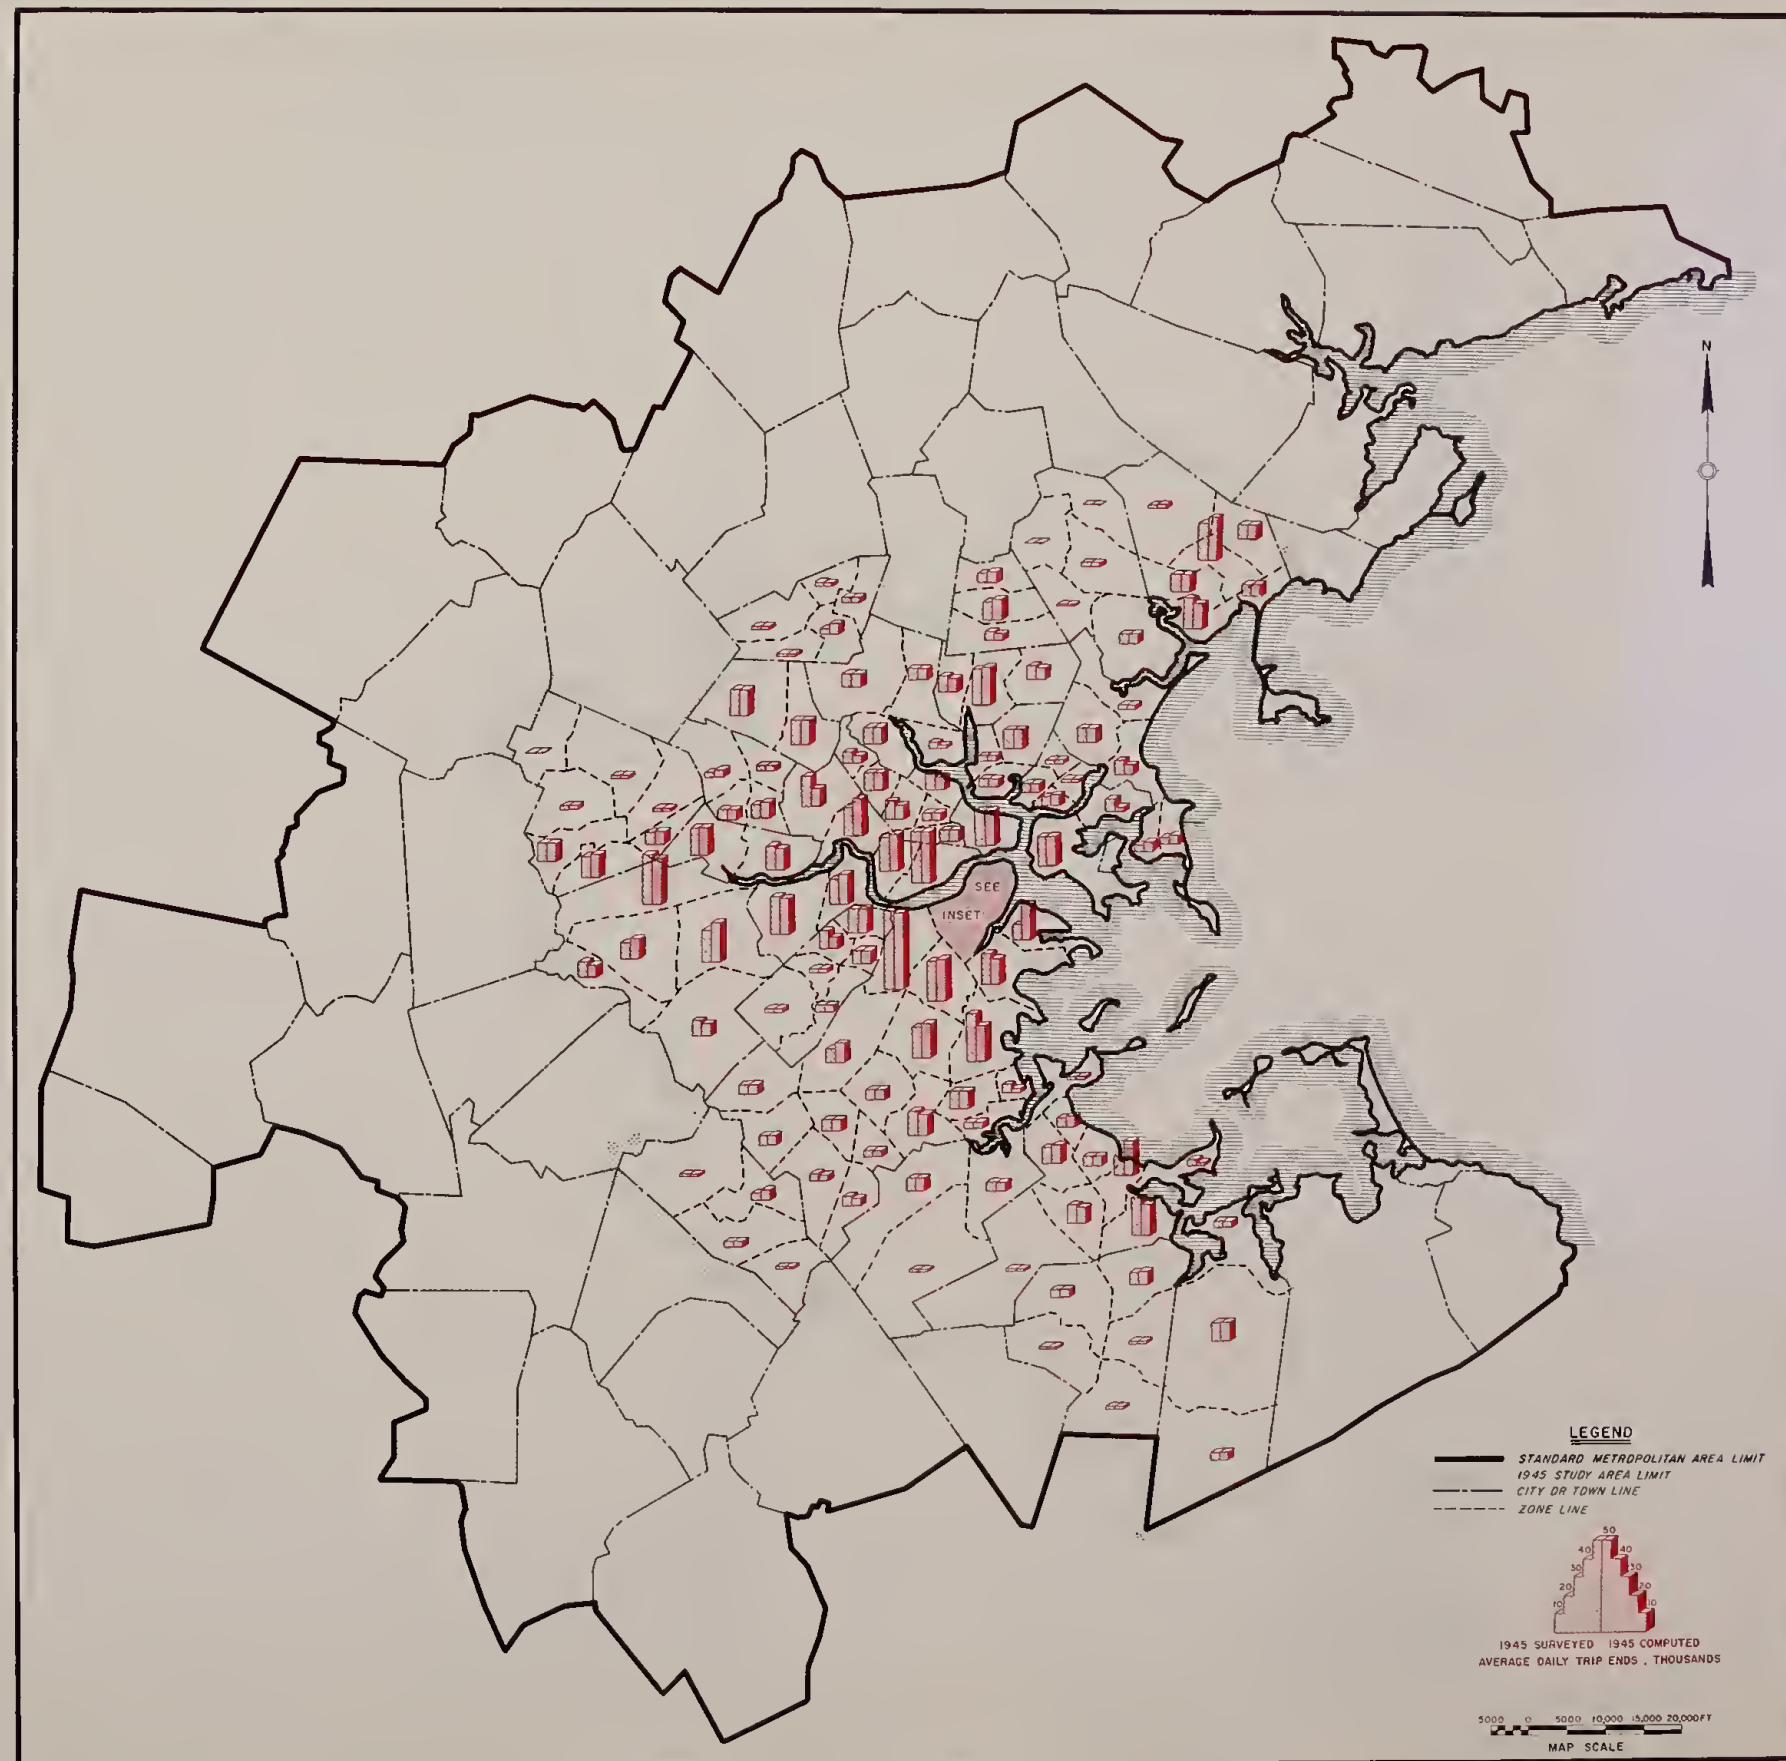 N
SEE
INSET
LEGEND
STANDARD METROPOLITAN AREA LIMIT
1945 STUDY AREA LIMIT
CITY OR TOWN LINE
ZONE LINE
50
40 40
30 30
20 20
10 10
1945 SURVEYED 1945 COMPUTED
AVERAGE DAILY TRIP ENDS, THOUSANDS
5000 0 5000 10,000 15,000 20,000 FT
MAP SCALE